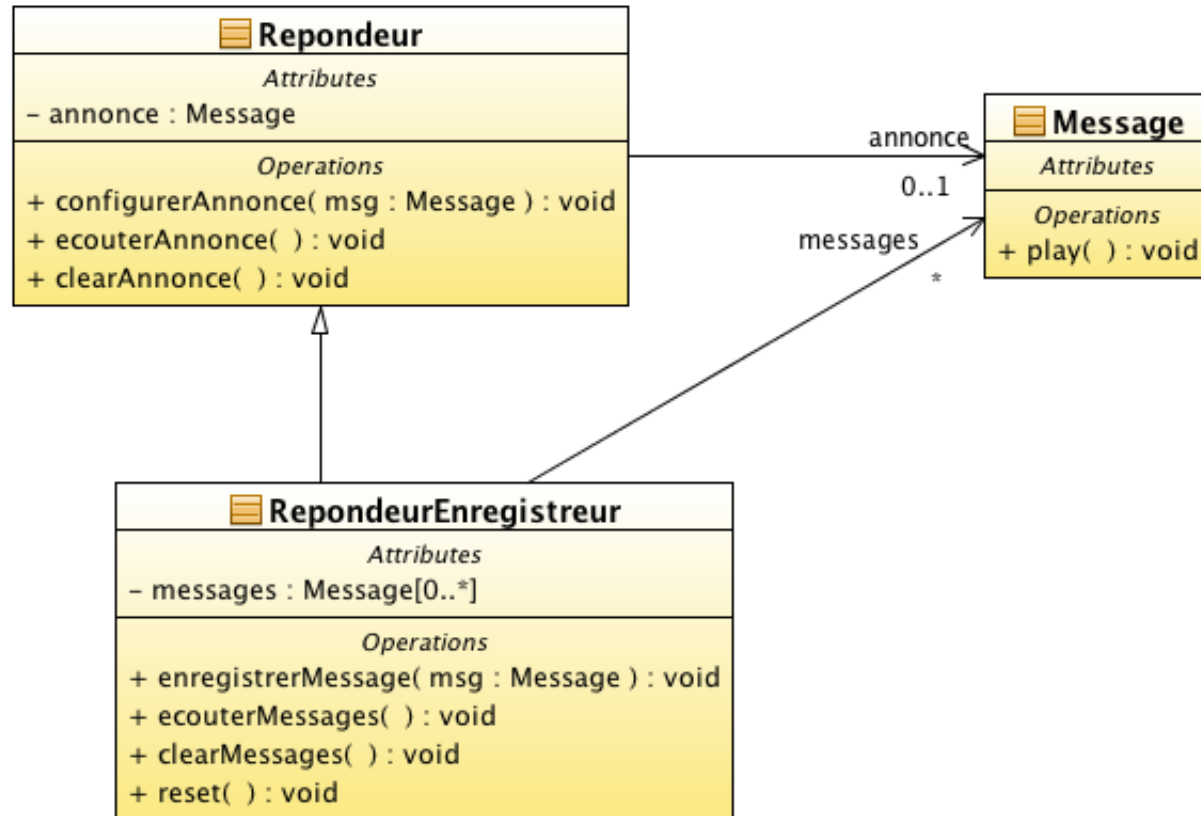 Repondeur
Attributes
- annonce : Message
Operations
+ configurerAnnonce( msg : Message ) : void
+ ecouterAnnonce( ) : void
+ clearAnnonce( ) : void
annonce
0..1
messages
*
Message
Attributes
Operations
+ play( ) : void
RepondeurEnregistreur
Attributes
- messages : Message[0..*]
Operations
+ enregistrerMessage( msg : Message ) : void
+ ecouterMessages( ) : void
+ clearMessages( ) : void
+ reset( ) : void